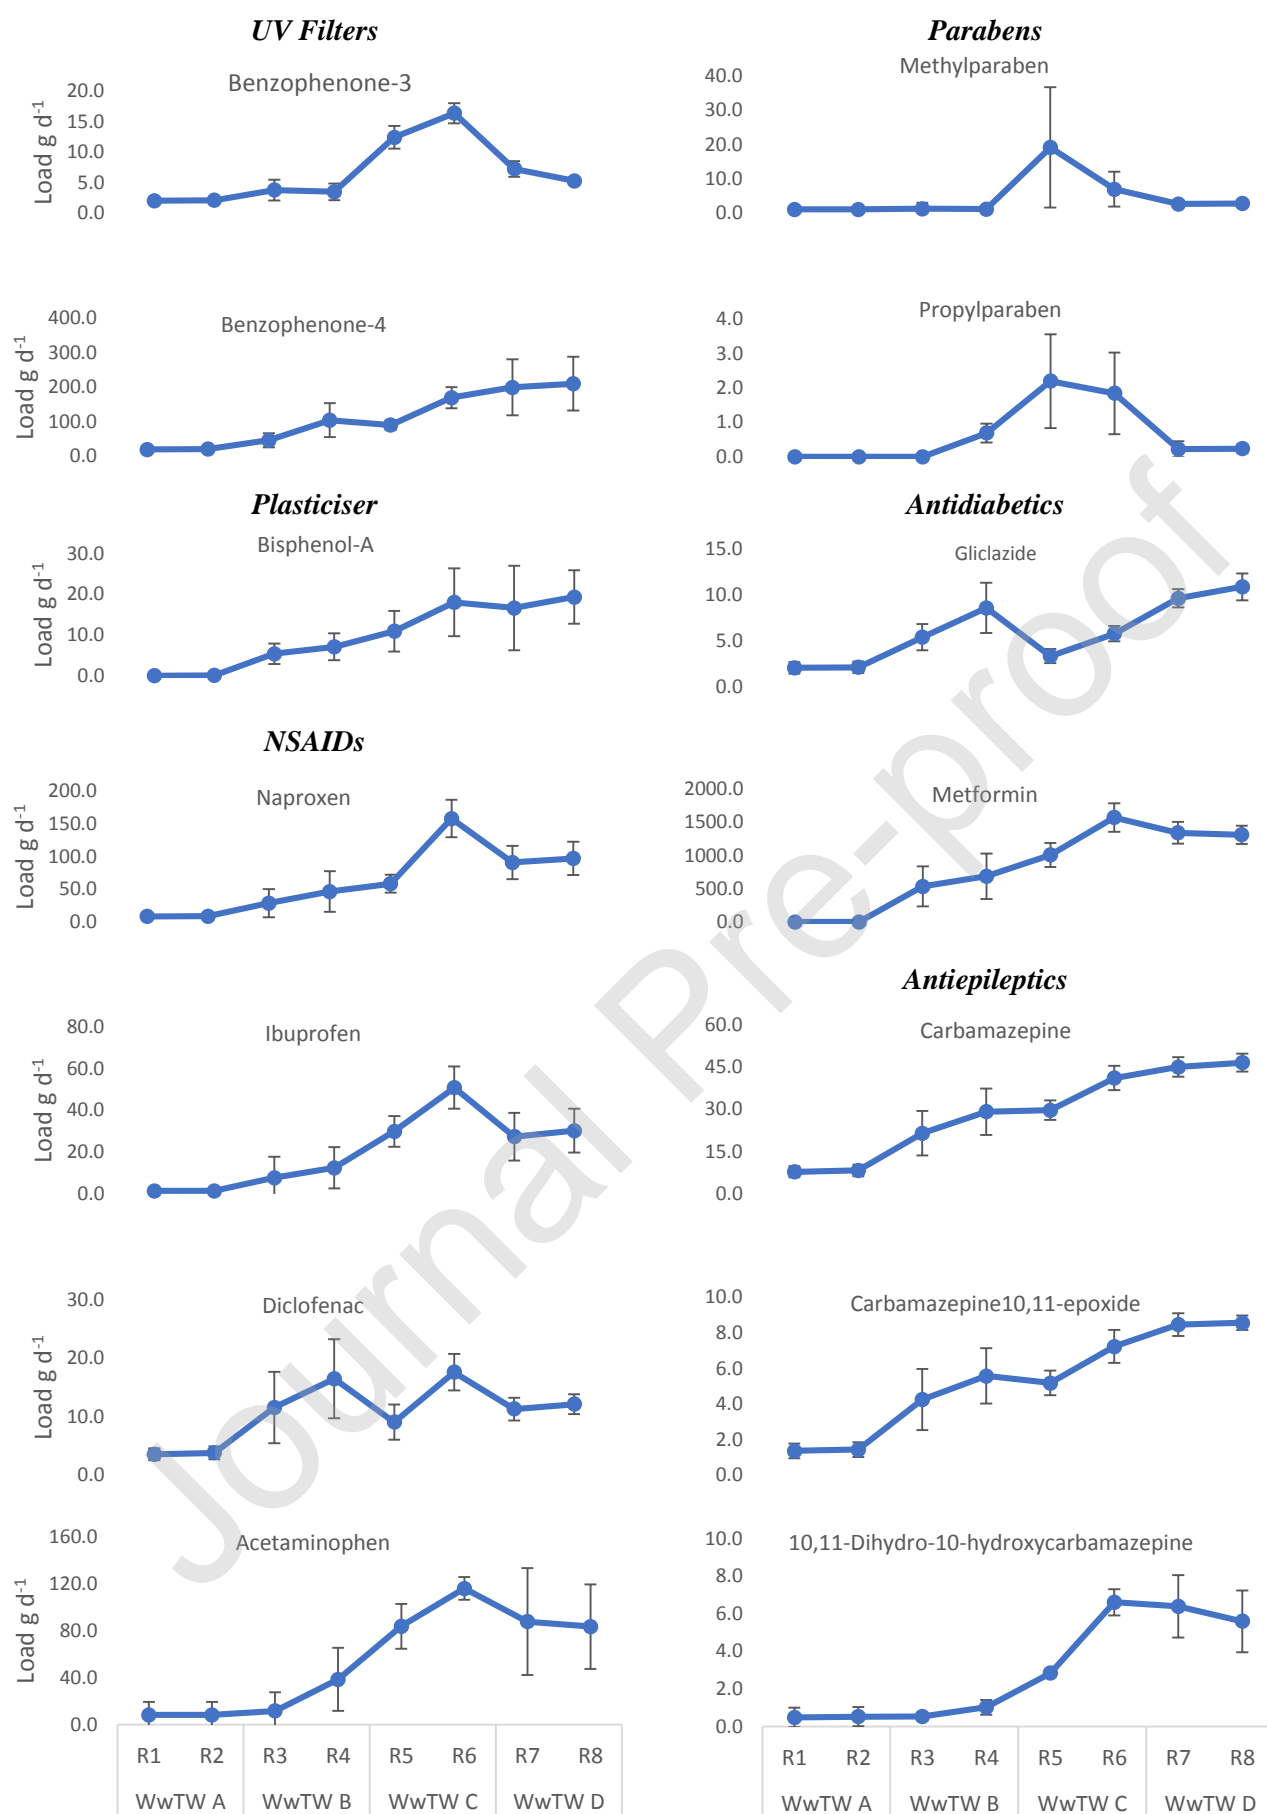 UV Filters
Benzophenone-3
Load g d-1
20.0
15.0
10.0
5.0
0.0
Benzophenone-4
Load g d-1
400.0
300.0
200.0
100.0
0.0
Plasticiser
Bisphenol-A
Load g d-1
30.0
20.0
10.0
0.0
NSAIDs
Naproxen
Load g d-1
200.0
150.0
100.0
50.0
0.0
Ibuprofen
Load g d-1
80.0
60.0
40.0
20.0
0.0
Diclofenac
Load g d-1
30.0
20.0
10.0
0.0
Acetaminophen
Load g d-1
160.0
120.0
80.0
40.0
0.0
R1 R2 R3 R4 R5 R6 R7 R8
WwTW A WwTW B WwTW C WwTW D
Parabens
Methylparaben
40.0
30.0
20.0
10.0
0.0
Propylparaben
4.0
3.0
2.0
1.0
0.0
Antidiabetics
Gliclazide
15.0
10.0
5.0
0.0
Metformin
2000.0
1500.0
1000.0
500.0
0.0
Antiepileptics
Carbamazepine
60.0
45.0
30.0
15.0
0.0
Carbamazepine10,11-epoxide
10.0
8.0
6.0
4.0
2.0
0.0
10,11-Dihydro-10-hydroxycarbamazepine
10.0
8.0
6.0
4.0
2.0
0.0
R1 R2 R3 R4 R5 R6 R7 R8
WwTW A WwTW B WwTW C WwTW D
Journal Pre-proof